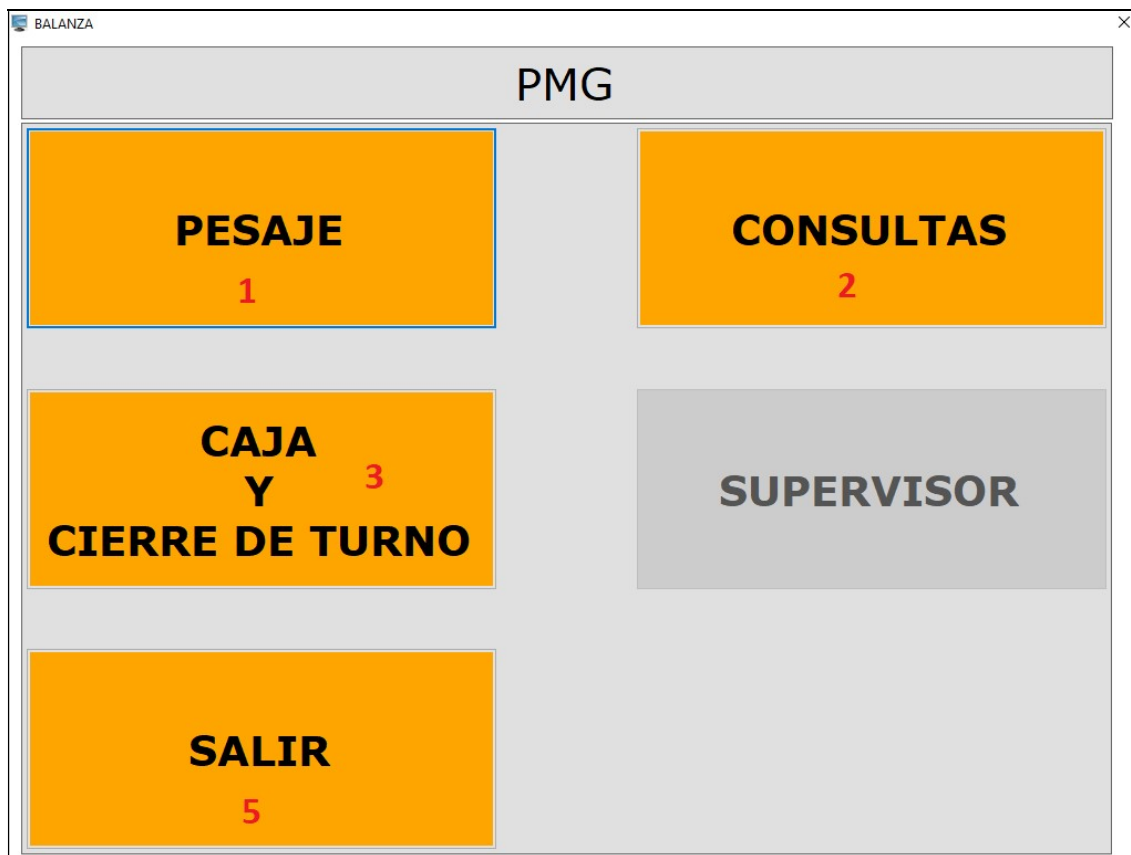 BALANZA
PMG
PESAJE
1
CONSULTAS
2
CAJA
Y
3
CIERRE DE TURNO
SUPERVISOR
SALIR
5